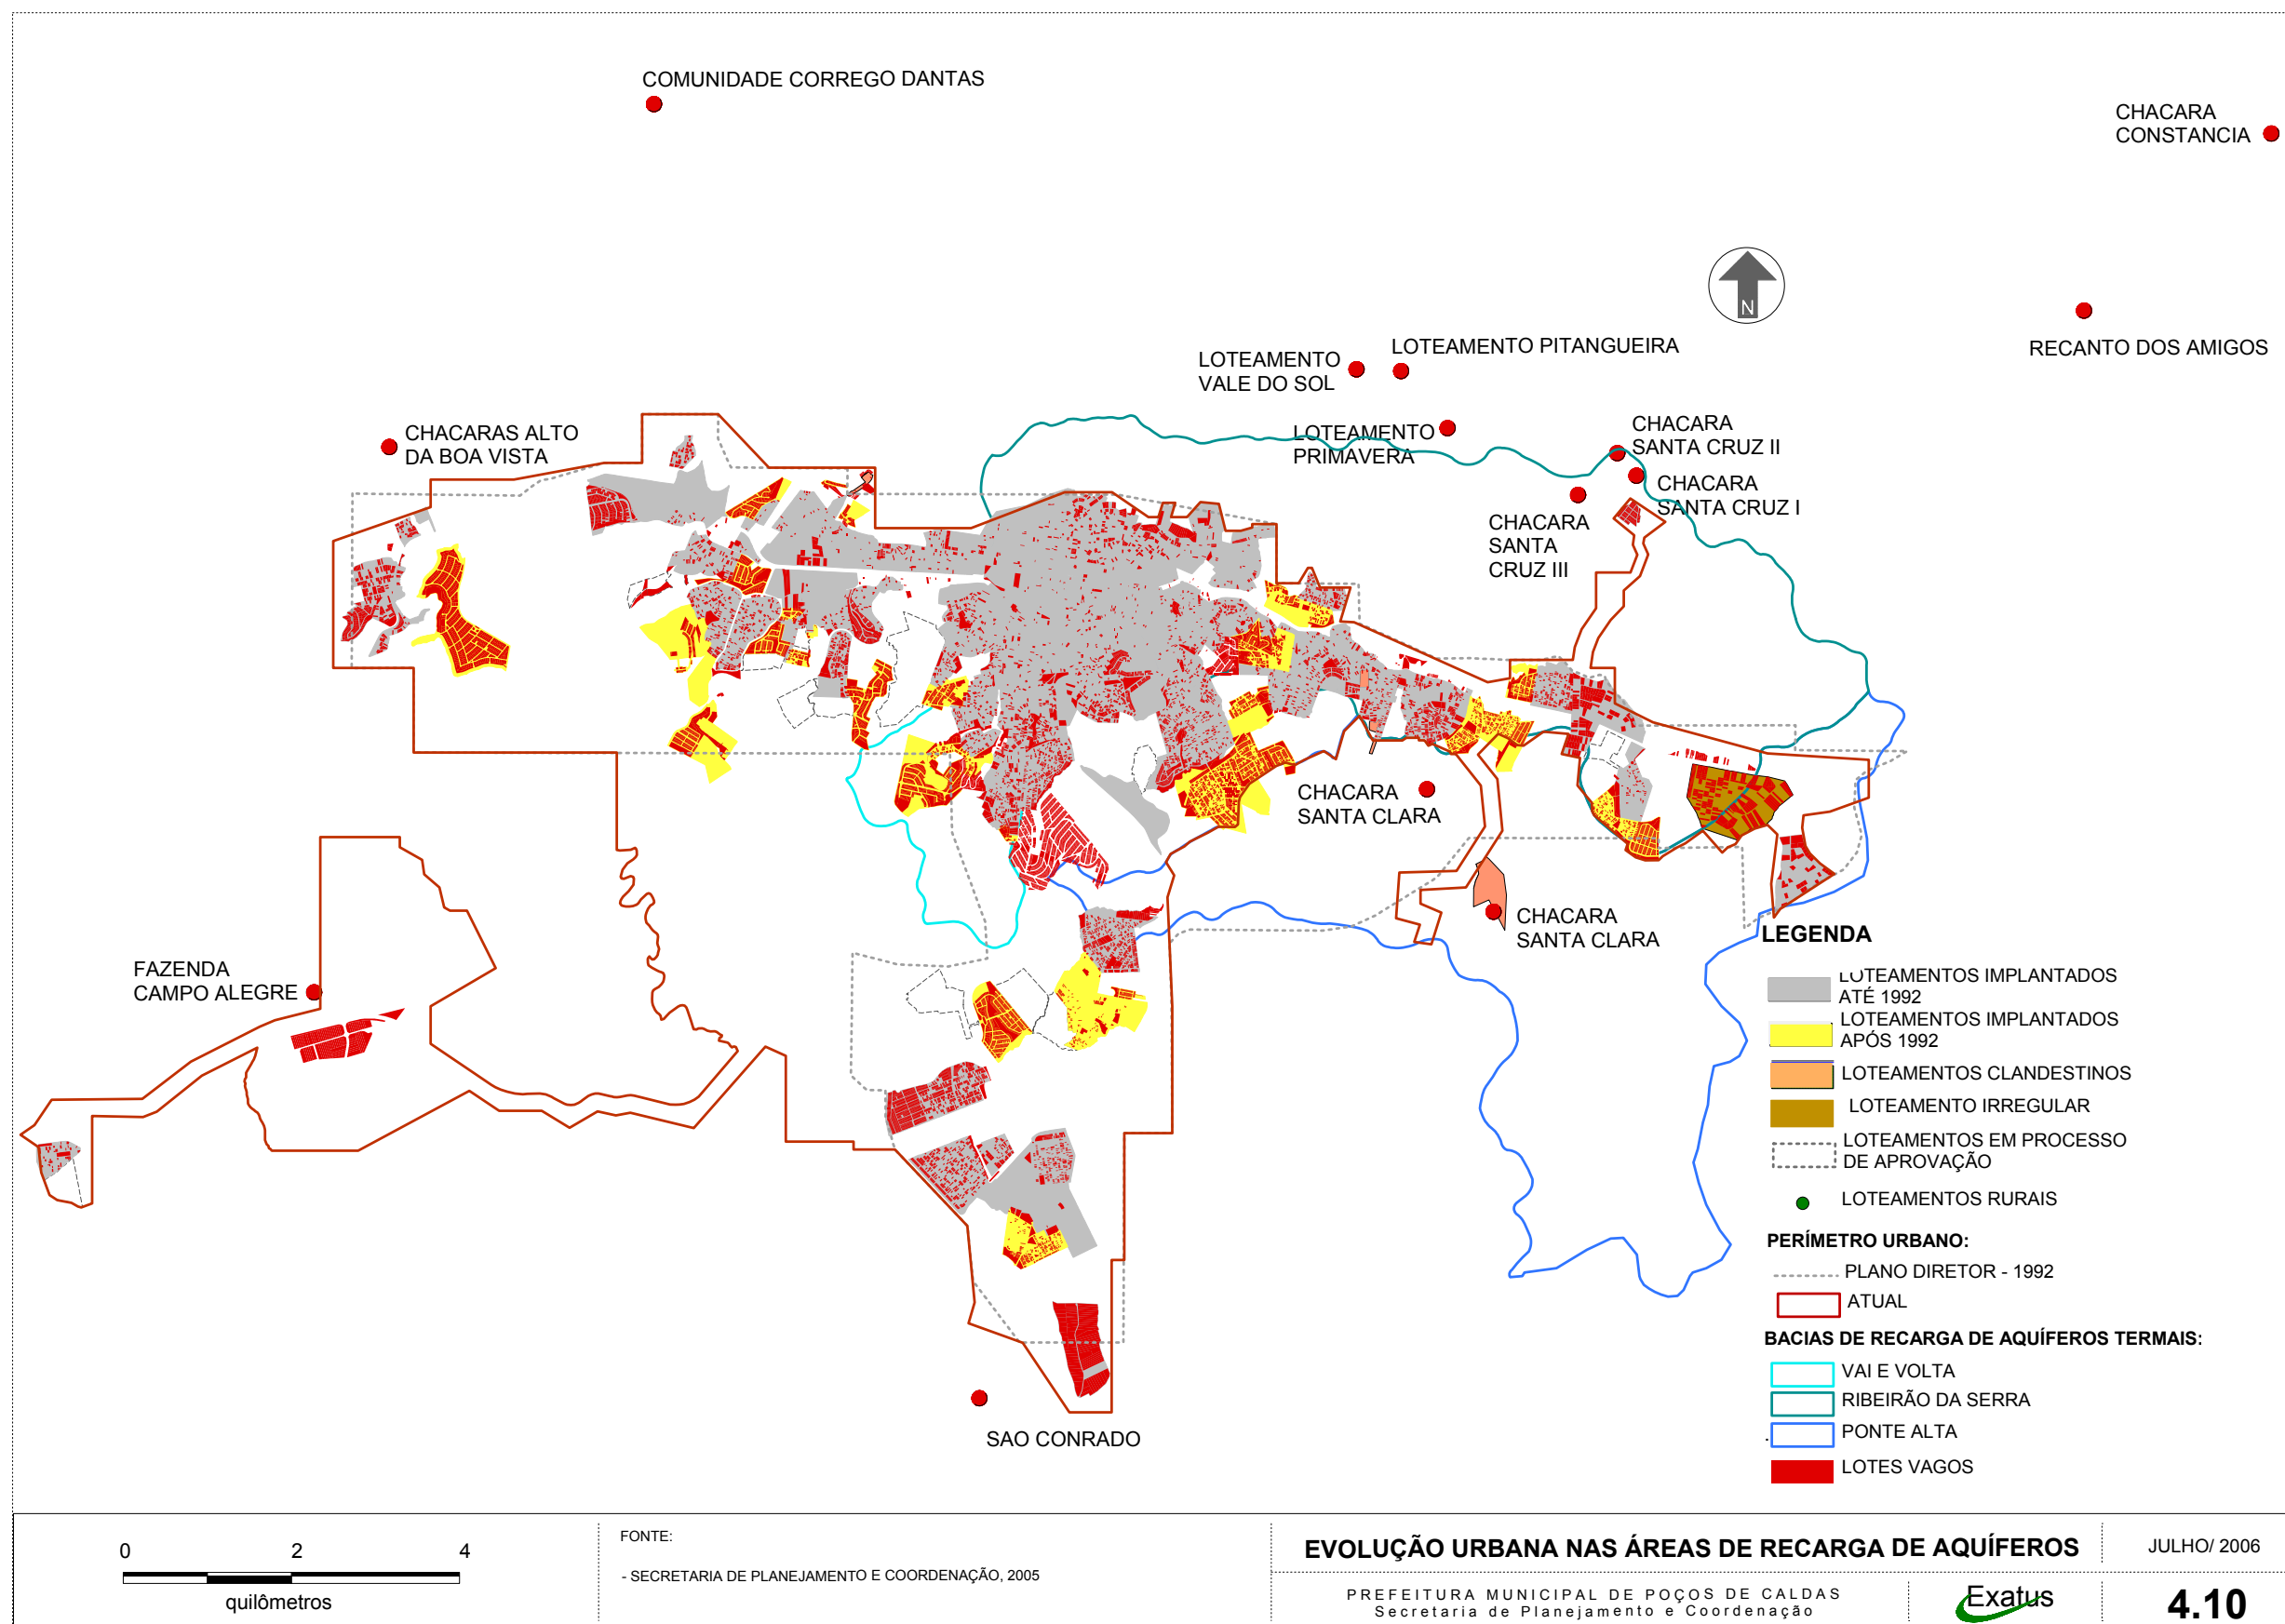 COMUNIDADE CORREGO DANTAS
CHACARA
CONSTANCIA
N
RECANTO DOS AMIGOS
LOTEAMENTO PITANGUEIRA
LOTEAMENTO
VALE DO SOL
CHACARAS ALTO
DA BOA VISTA
LOTEAMENTO
PRIMAVERA
CHACARA
SANTA CRUZ II
CHACARA
SANTA CRUZ I
CHACARA
SANTA
CRUZ III
CHACARA
SANTA CLARA
CHACARA
SANTA CLARA
FAZENDA
CAMPO ALEGRE
SAO CONRADO
LEGENDA
LOTEAMENTOS IMPLANTADOS
ATÉ 1992
LOTEAMENTOS IMPLANTADOS
APÓS 1992
LOTEAMENTOS CLANDESTINOS
LOTEAMENTO IRREGULAR
LOTEAMENTOS EM PROCESSO
DE APROVAÇÃO
LOTEAMENTOS RURAIS
PERÍMETRO URBANO:
PLANO DIRETOR - 1992
ATUAL
BACIAS DE RECARGA DE AQUÍFEROS TERMAIS:
VAI E VOLTA
RIBEIRÃO DA SERRA
PONTE ALTA
LOTES VAGOS
0 2 4
quilômetros
FONTE:
- SECRETARIA DE PLANEJAMENTO E COORDENAÇÃO, 2005
EVOLUÇÃO URBANA NAS ÁREAS DE RECARGA DE AQUÍFEROS
JULHO/ 2006
PREFEITURA MUNICIPAL DE POÇOS DE CALDAS
Secretaria de Planejamento e Coordenação
Exatus
4.10